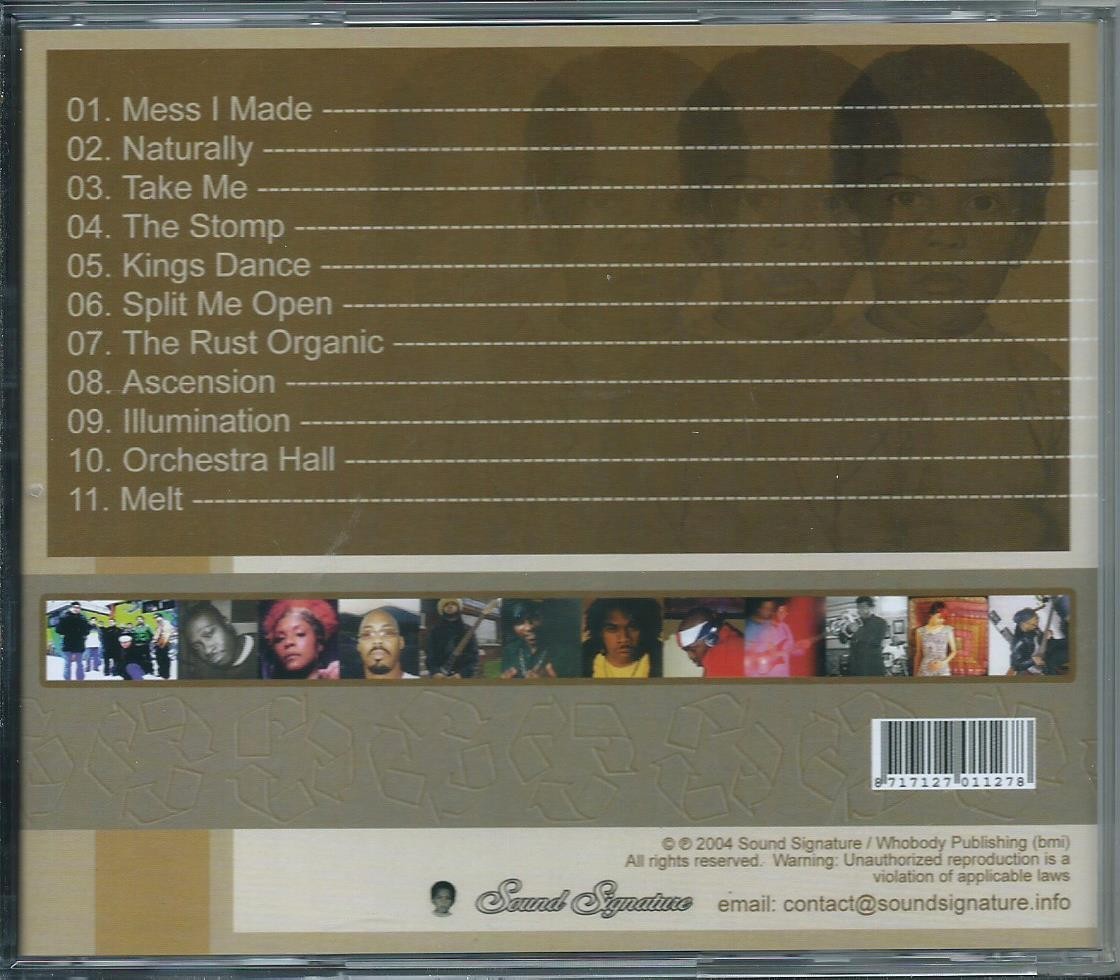 01. Mess I Made
02. Naturally
03. Take Me
04. The Stomp
05. Kings Dance
06. Split Me Open
07. The Rust Organic
08. Ascension
09. Illumination
10. Orchestra Hall
11. Melt
8 717127 011278
© ℗ 2004 Sound Signature / Whobody Publishing (bmi)
All rights reserved. Warning: Unauthorized reproduction is a
violation of applicable laws
Sound Signature email: contact@soundsignature.info